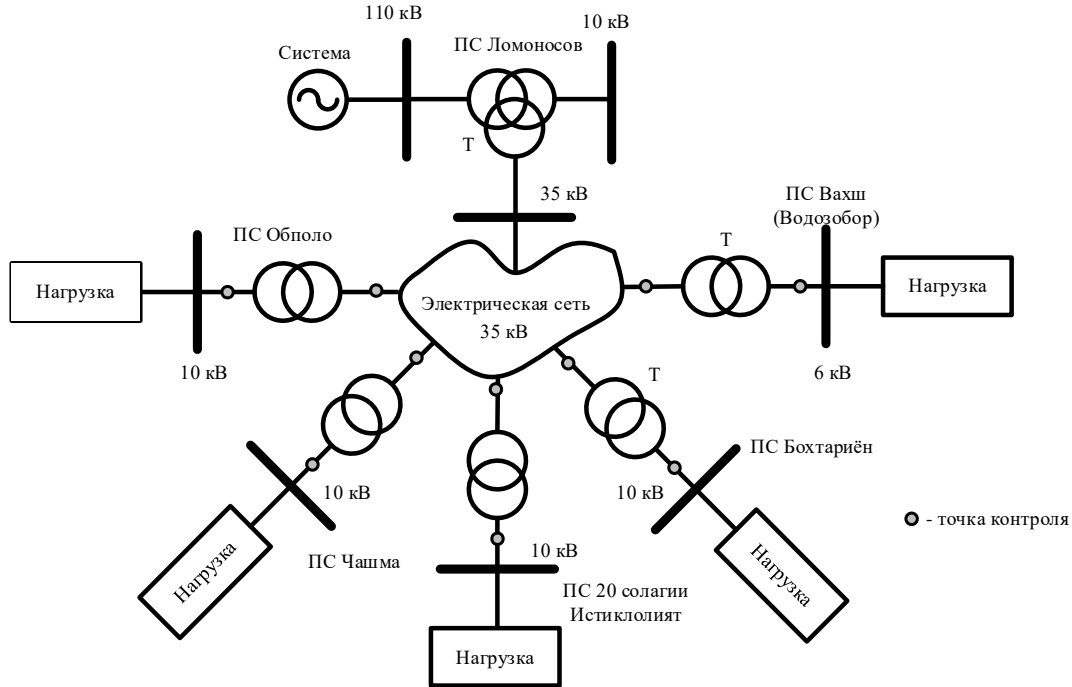 110 кВ
10 кВ
ПС Ломоносов
Система
Т
35 кВ
ПС Вахш
(Водозобор)
ПС Обполо
Т
Нагрузка
Нагрузка
Электрическая сеть
35 кВ
10 кВ
6 кВ
Т
ПС Бохтариён
10 кВ
10 кВ
- точка контроля
10 кВ
ПС Чашма
Нагрузка
Нагрузка
ПС 20 солагии
Истиклолият
Нагрузка